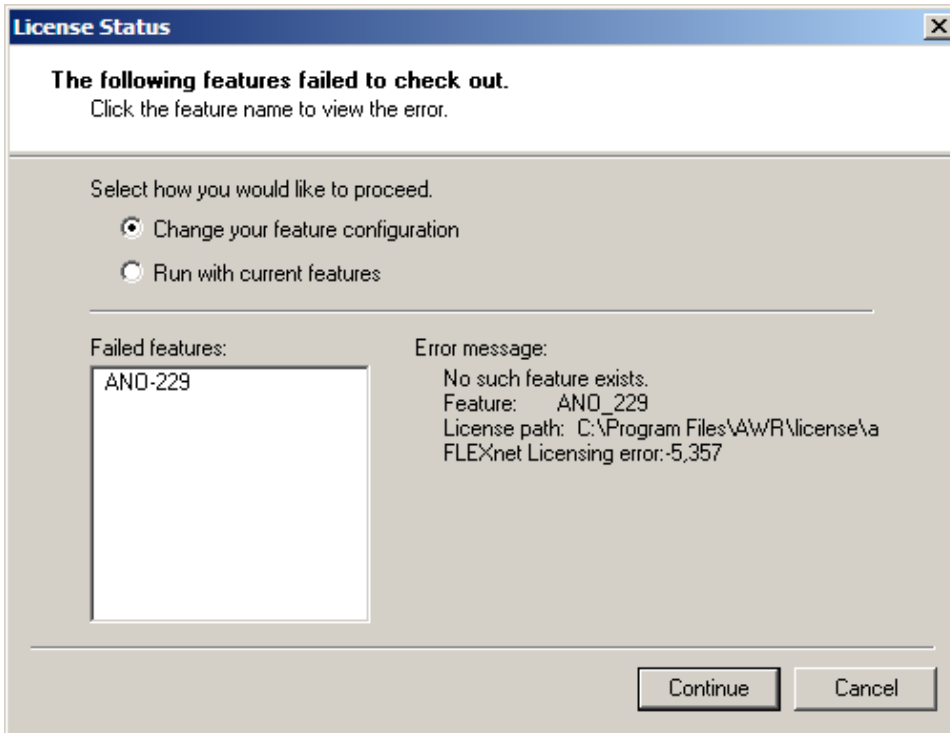 License Status
The following features failed to check out.
Click the feature name to view the error.
Select how you would like to proceed.
Change your feature configuration
Run with current features
Failed features:
ANO-229
Error message:
No such feature exists.
Feature: ANO_229
License path: C:\Program Files\AWR\license\a
FLEXnet Licensing error:-5,357
Continue
Cancel